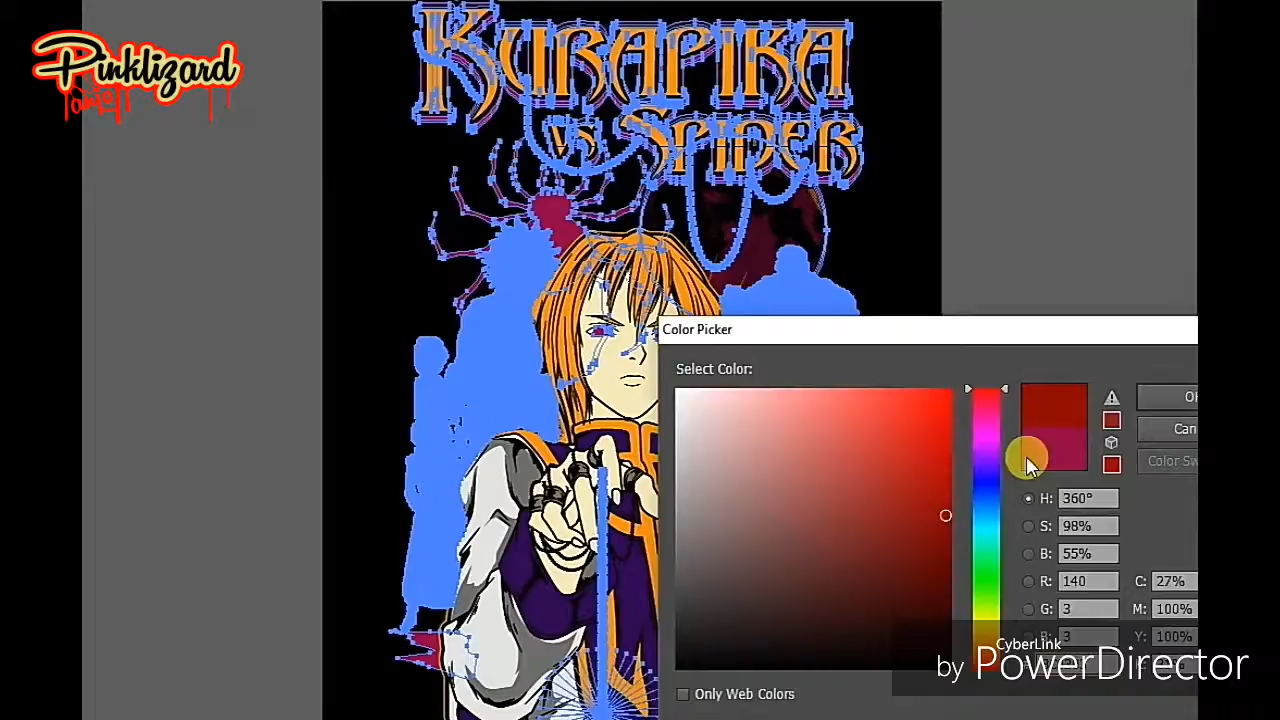 Pinklizard
KURAPIKA
vs SPIDER
Color Picker
Select Color:
H: 360°
S: 98%
B: 55%
R: 140 C: 27%
G: 3 M: 100%
B: 3 Y: 100%
Only Web Colors
CyberLink
by PowerDirector